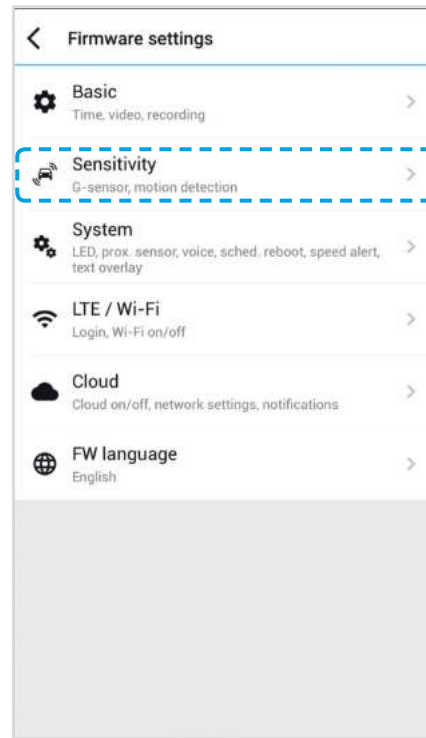 Firmware settings
Basic
Time, video, recording
Sensitivity
G-sensor, motion detection
System
LED, prox. sensor, voice, sched. reboot, speed alert,
text overlay
LTE / Wi-Fi
Login, Wi-Fi on/off
Cloud
Cloud on/off, network settings, notifications
FW language
English